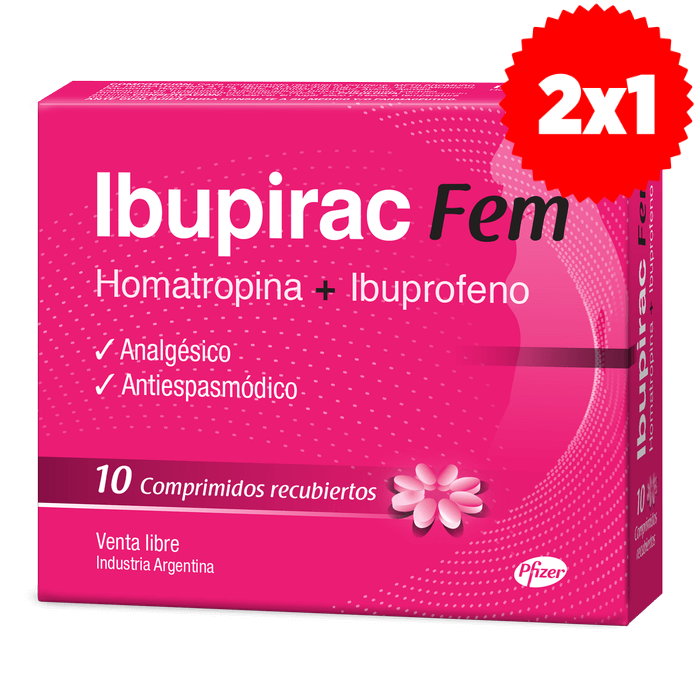 2x1
Ibupirac Fem
Homatropina + Ibuprofeno
✓ Analgésico
✓ Antiespasmódico
10 Comprimidos recubiertos
Venta libre
Industria Argentina
Pfizer
Ibupirac Fem
Homatropina + Ibuprofeno
10 Comprimidos
recubiertos